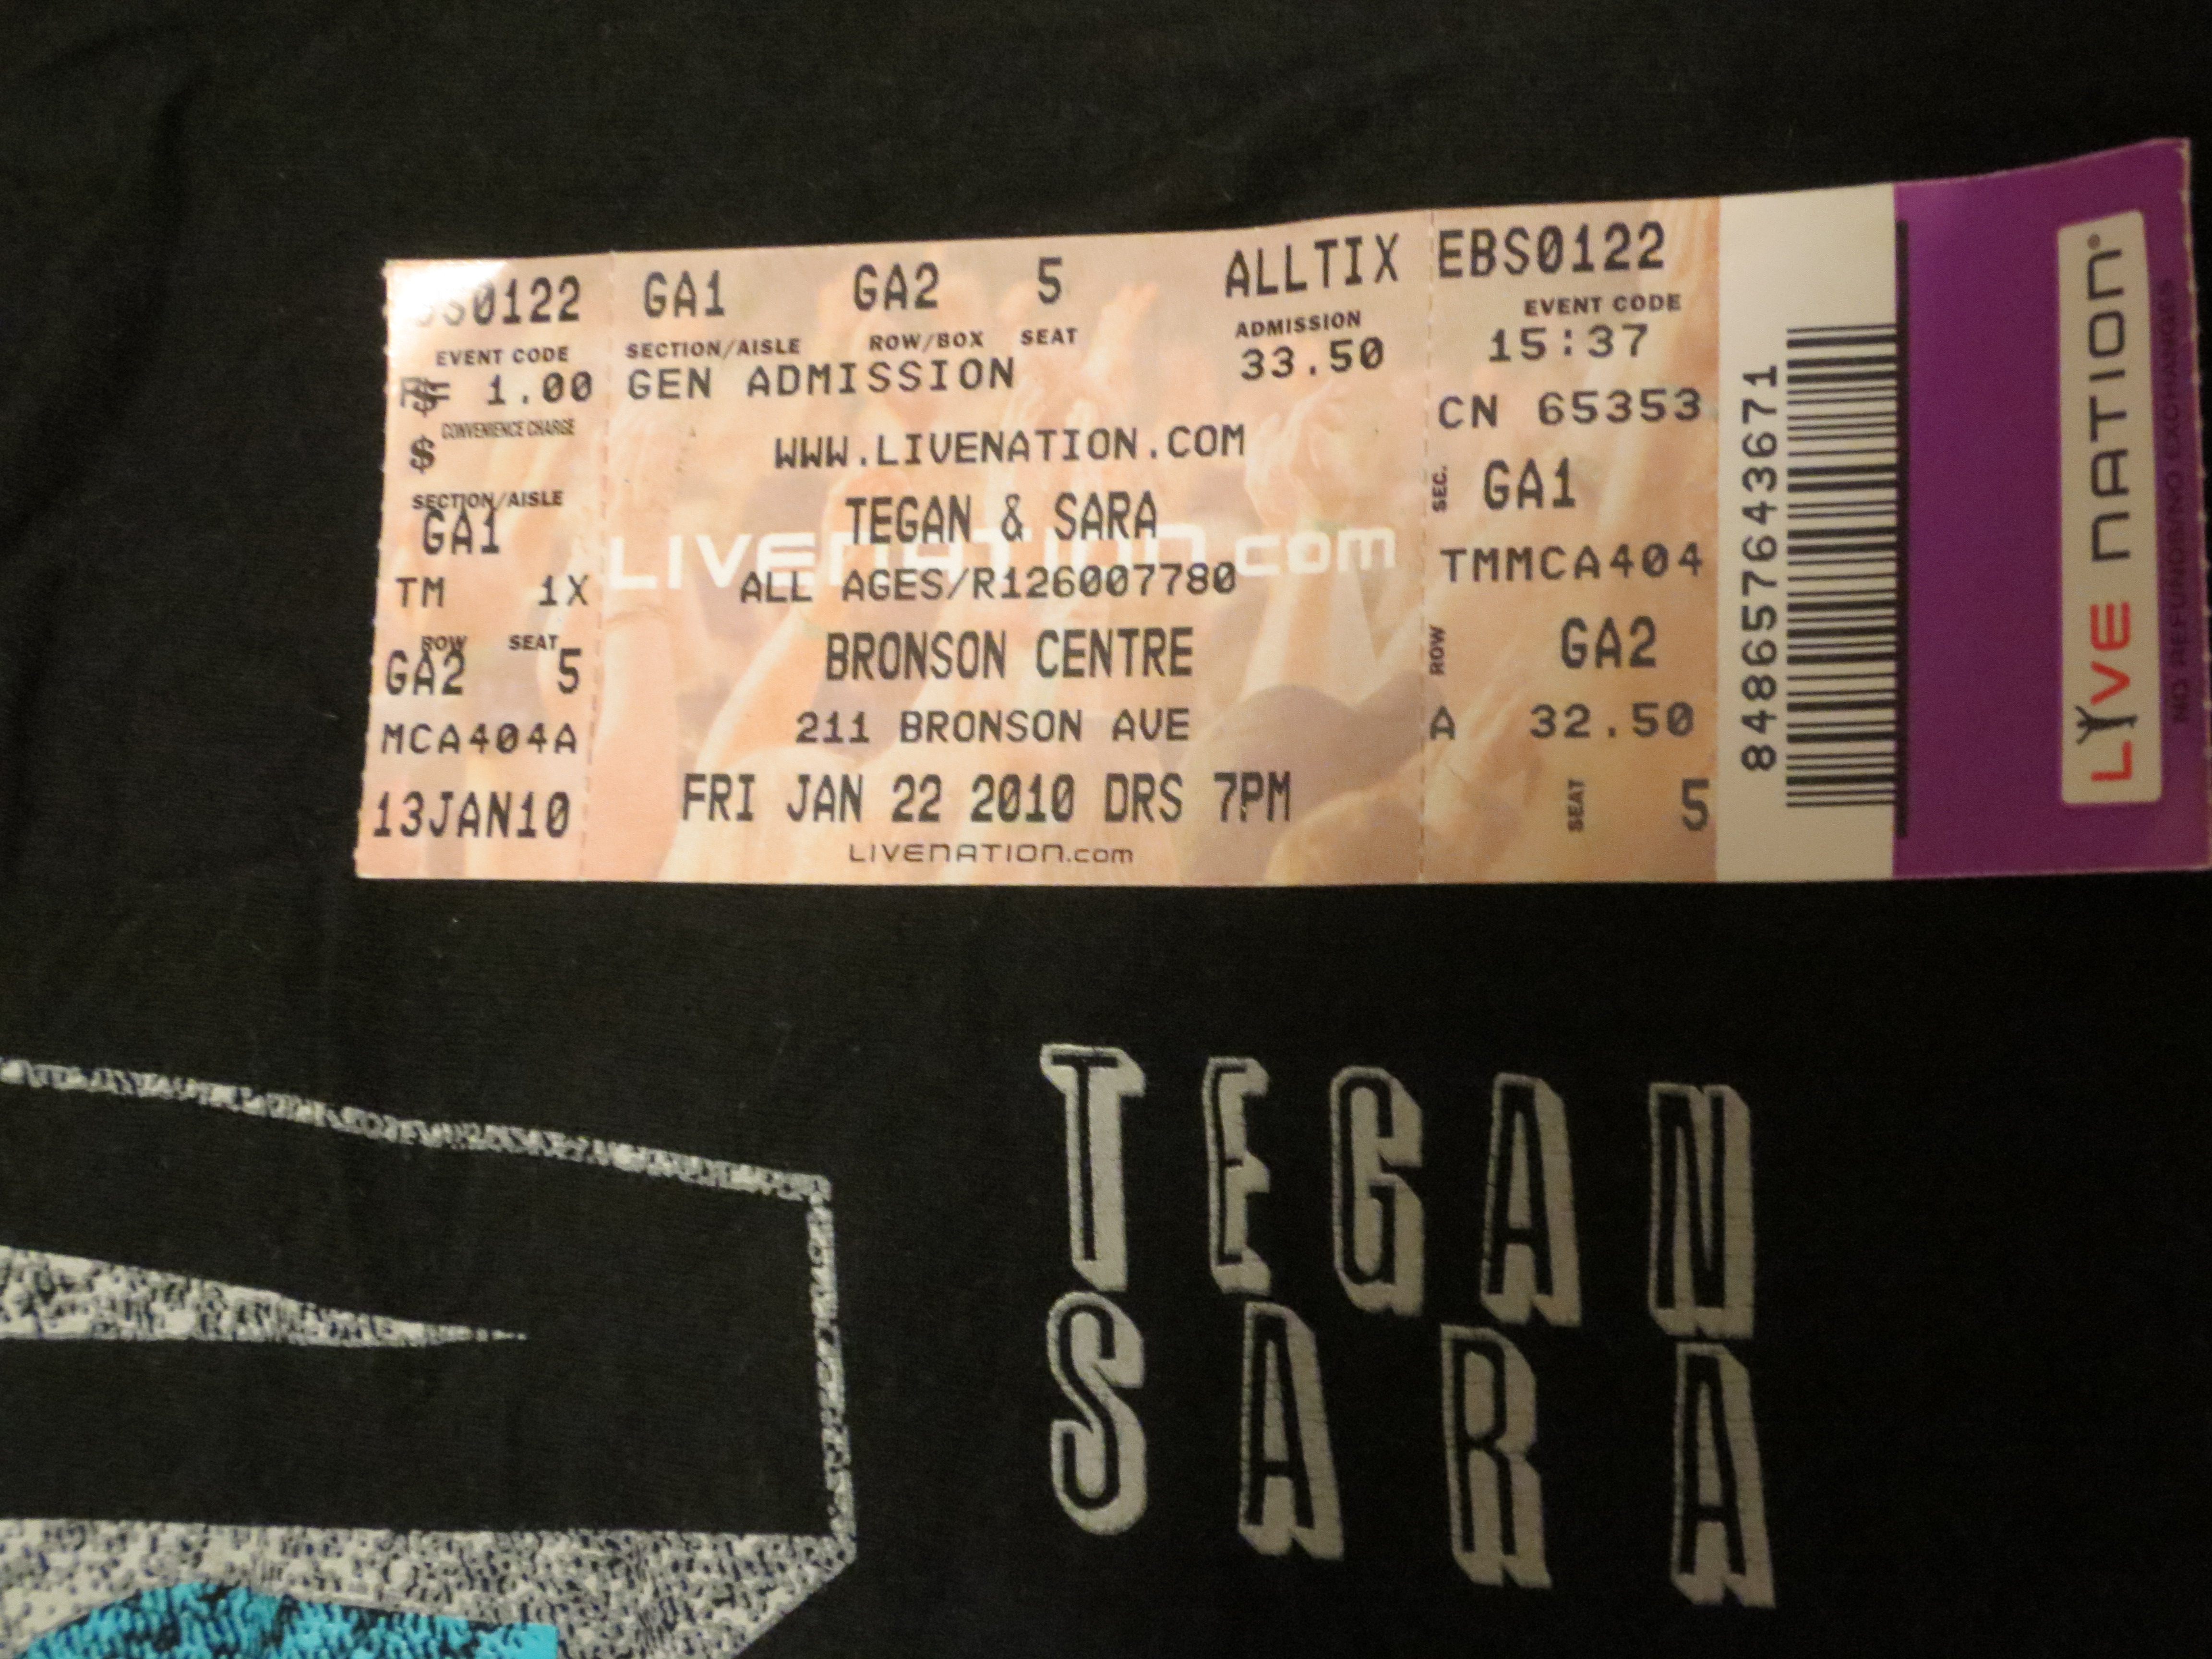 S0122 GA1 GA2 5 ALLTIX EBS0122
EVENT CODE SECTION/AISLE ROW/BOX SEAT ADMISSION EVENT CODE
1.00 GEN ADMISSION 33.50 15:37
$ CONVENIENCE CHARGE WWW.LIVENATION.COM CN 65353
SECTION/AISLE
GA1 TEGAN & SARA SEC. GA1
LIVENATION.com
TM 1X ALL AGES/R126007780 TMMCA404
ROW SEAT
GA2 5 BRONSON CENTRE ROW GA2
MCA404A 211 BRONSON AVE A 32.50
13JAN10 FRI JAN 22 2010 DRS 7PM SEAT 5
LIVENATION.com
848657643671
LIVE NATION®
NO REFUNDS/NO EXCHANGES
TEGAN
SARA